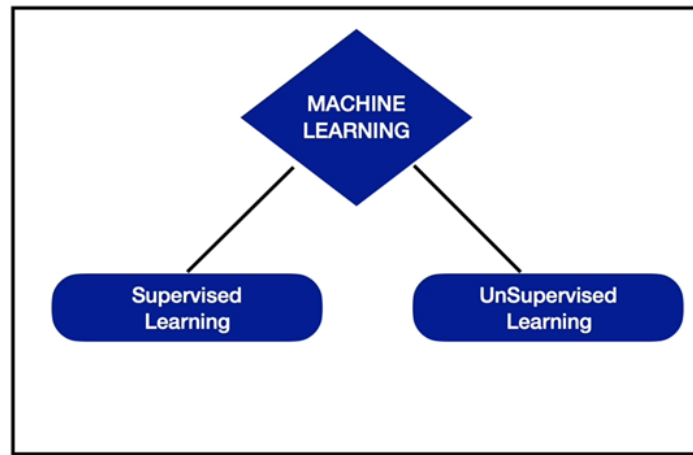 MACHINE
LEARNING
Supervised
Learning
UnSupervised
Learning